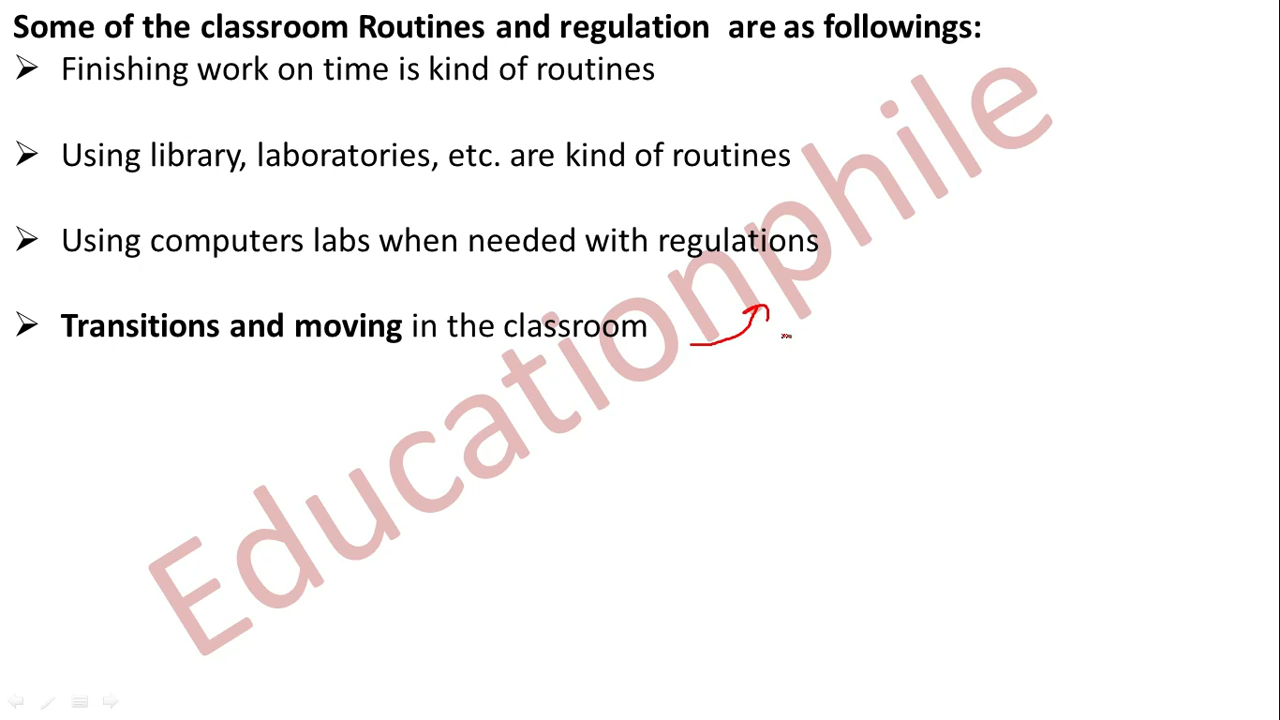 Some of the classroom Routines and regulation are as followings:
➢ Finishing work on time is kind of routines
➢ Using library, laboratories, etc. are kind of routines
➢ Using computers labs when needed with regulations
➢ Transitions and moving in the classroom
Educationphile